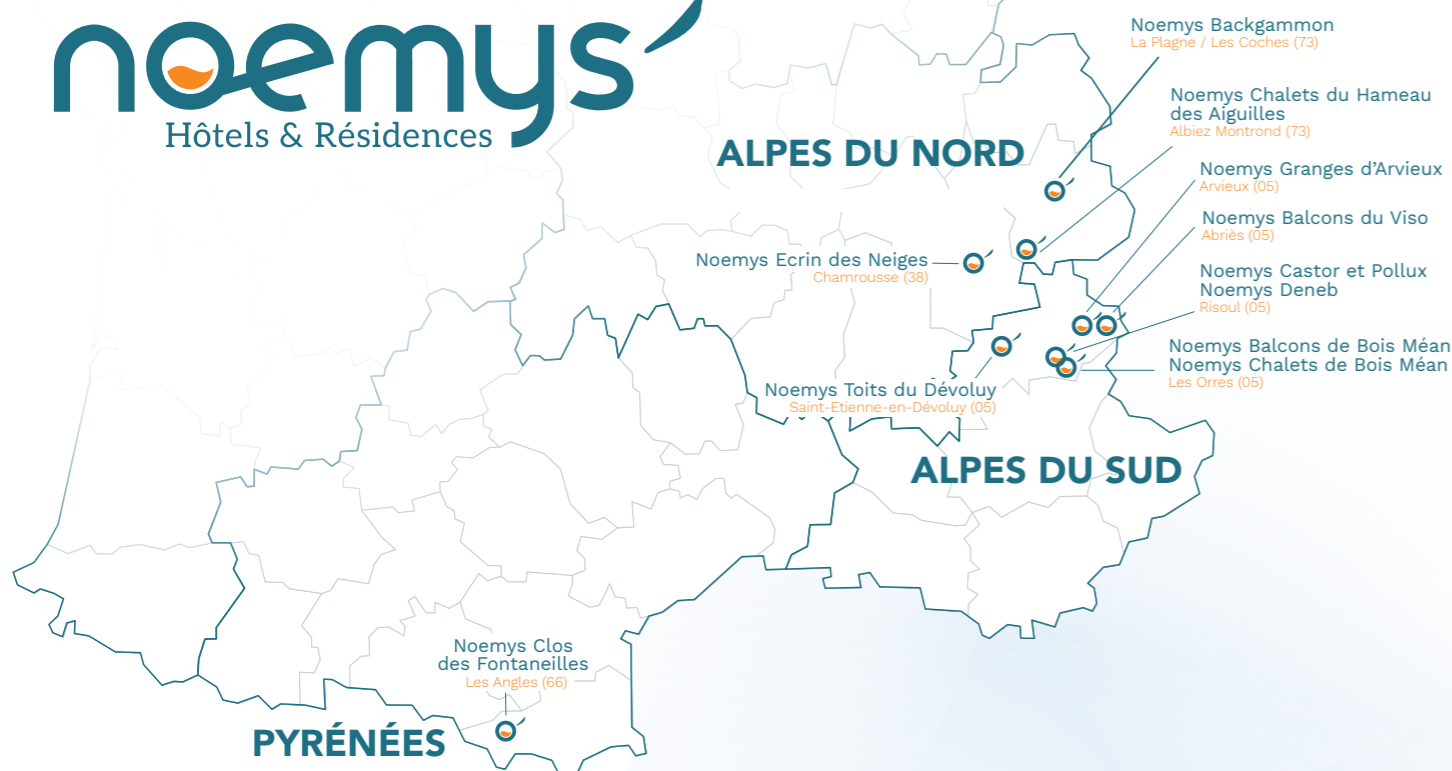 noemys
Hôtels & Résidences
Noemys Backgammon
La Plagne / Les Coches (73)
Noemys Chalets du Hameau
des Aiguilles
Albiez Montrond (73)
ALPES DU NORD
Noemys Granges d'Arvieux
Arvieux (05)
Noemys Balcons du Viso
Abriès (05)
Noemys Ecrin des Neiges
Chamrousse (38)
Noemys Castor et Pollux
Noemys Deneb
Risoul (05)
Noemys Balcons de Bois Méan
Noemys Chalets de Bois Méan
Les Orres (05)
Noemys Toits du Dévoluy
Saint-Etienne-en-Dévoluy (05)
ALPES DU SUD
Noemys Clos
des Fontaneilles
Les Angles (66)
PYRÉNÉES